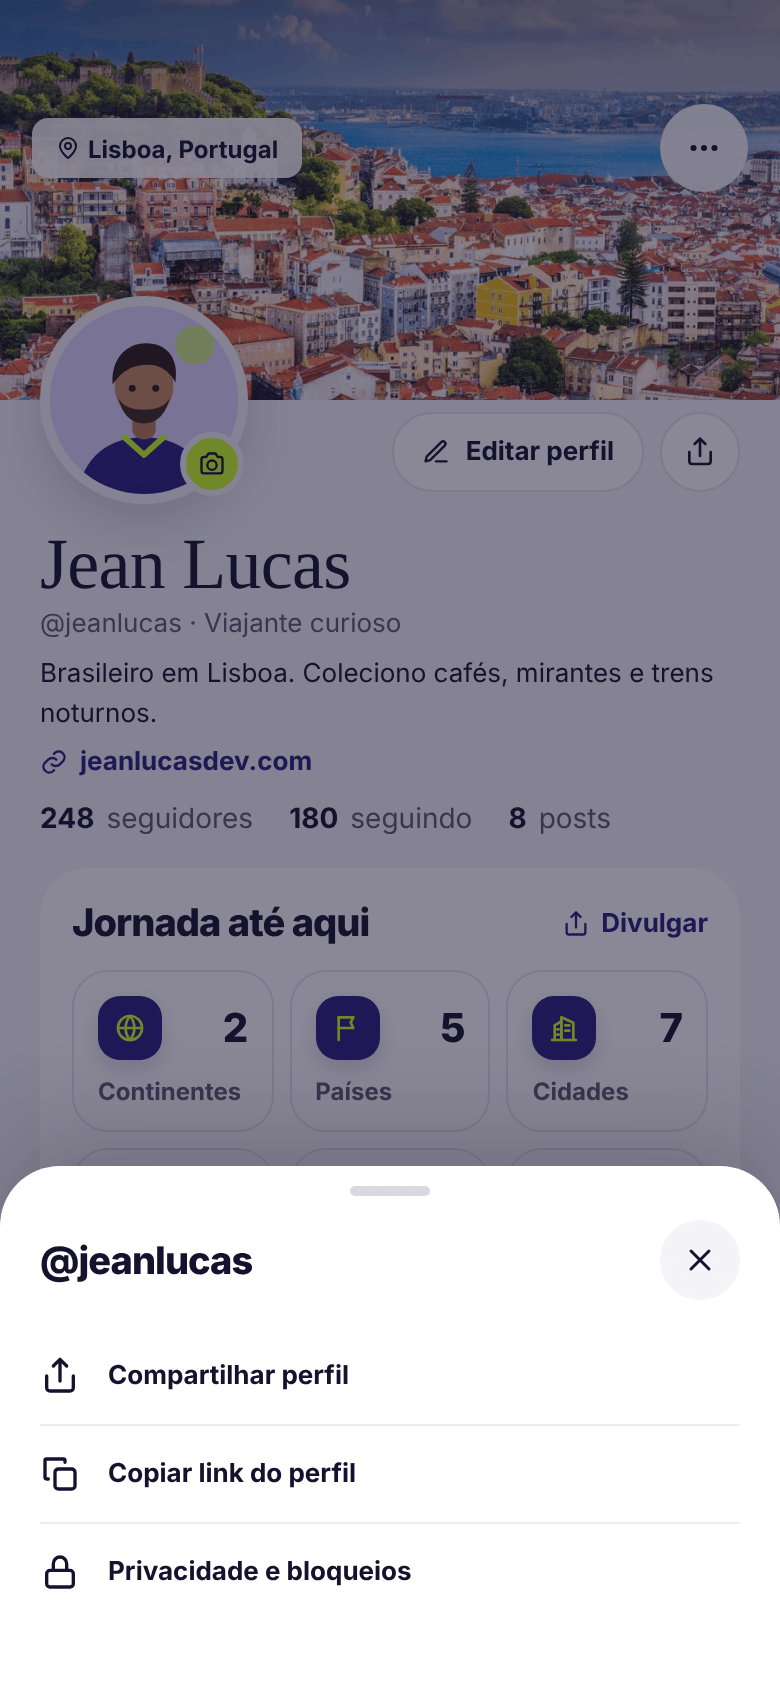 Lisboa, Portugal
Editar perfil
Jean Lucas
@jeanlucas · Viajante curioso
Brasileiro em Lisboa. Coleciono cafés, mirantes e trens
noturnos.
jeanlucasdev.com
248 seguidores 180 seguindo 8 posts
Jornada até aqui
Divulgar
2
Continentes
5
Países
7
Cidades
@jeanlucas
Compartilhar perfil
Copiar link do perfil
Privacidade e bloqueios